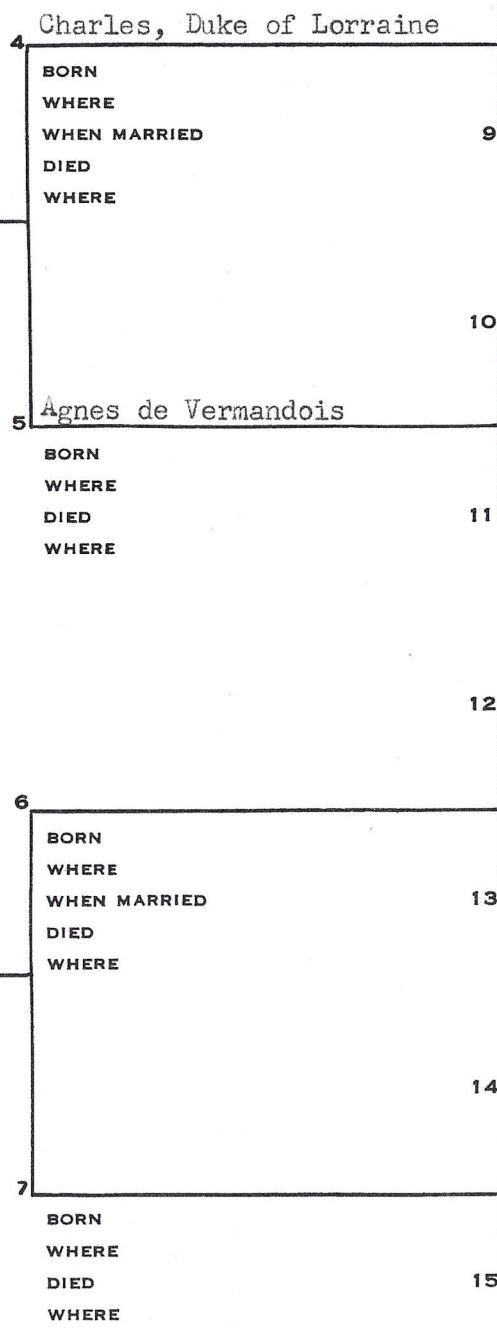 Charles, Duke of Lorraine
4
BORN
WHERE
WHEN MARRIED 9
DIED
WHERE
10
Agnes de Vermandois
5
BORN
WHERE
DIED 11
WHERE
12
6
BORN
WHERE
WHEN MARRIED 13
DIED
WHERE
14
7
BORN
WHERE
DIED 15
WHERE